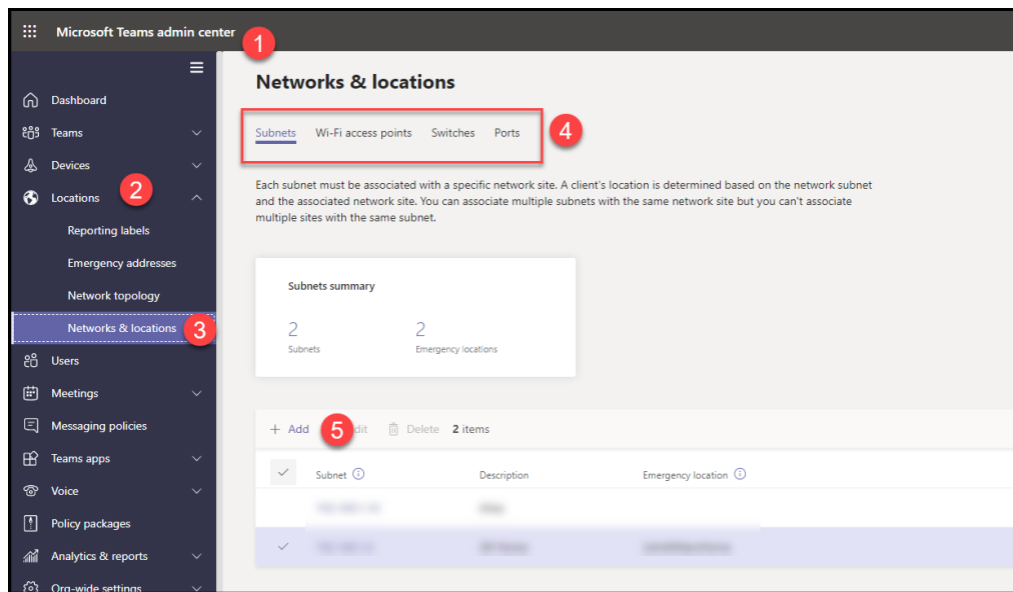 Microsoft Teams admin center
1
Networks & locations
Dashboard
Teams
Devices
Locations
2
Reporting labels
Emergency addresses
Network topology
Networks & locations
3
Users
Meetings
Messaging policies
Teams apps
Voice
Policy packages
Analytics & reports
Org-wide settings
Subnets Wi-Fi access points Switches Ports
4
Each subnet must be associated with a specific network site. A client's location is determined based on the network subnet
and the associated network site. You can associate multiple subnets with the same network site but you can't associate
multiple sites with the same subnet.
Subnets summary
2 2
Subnets Emergency locations
+ Add 5 dit Delete 2 items
Subnet Description Emergency location